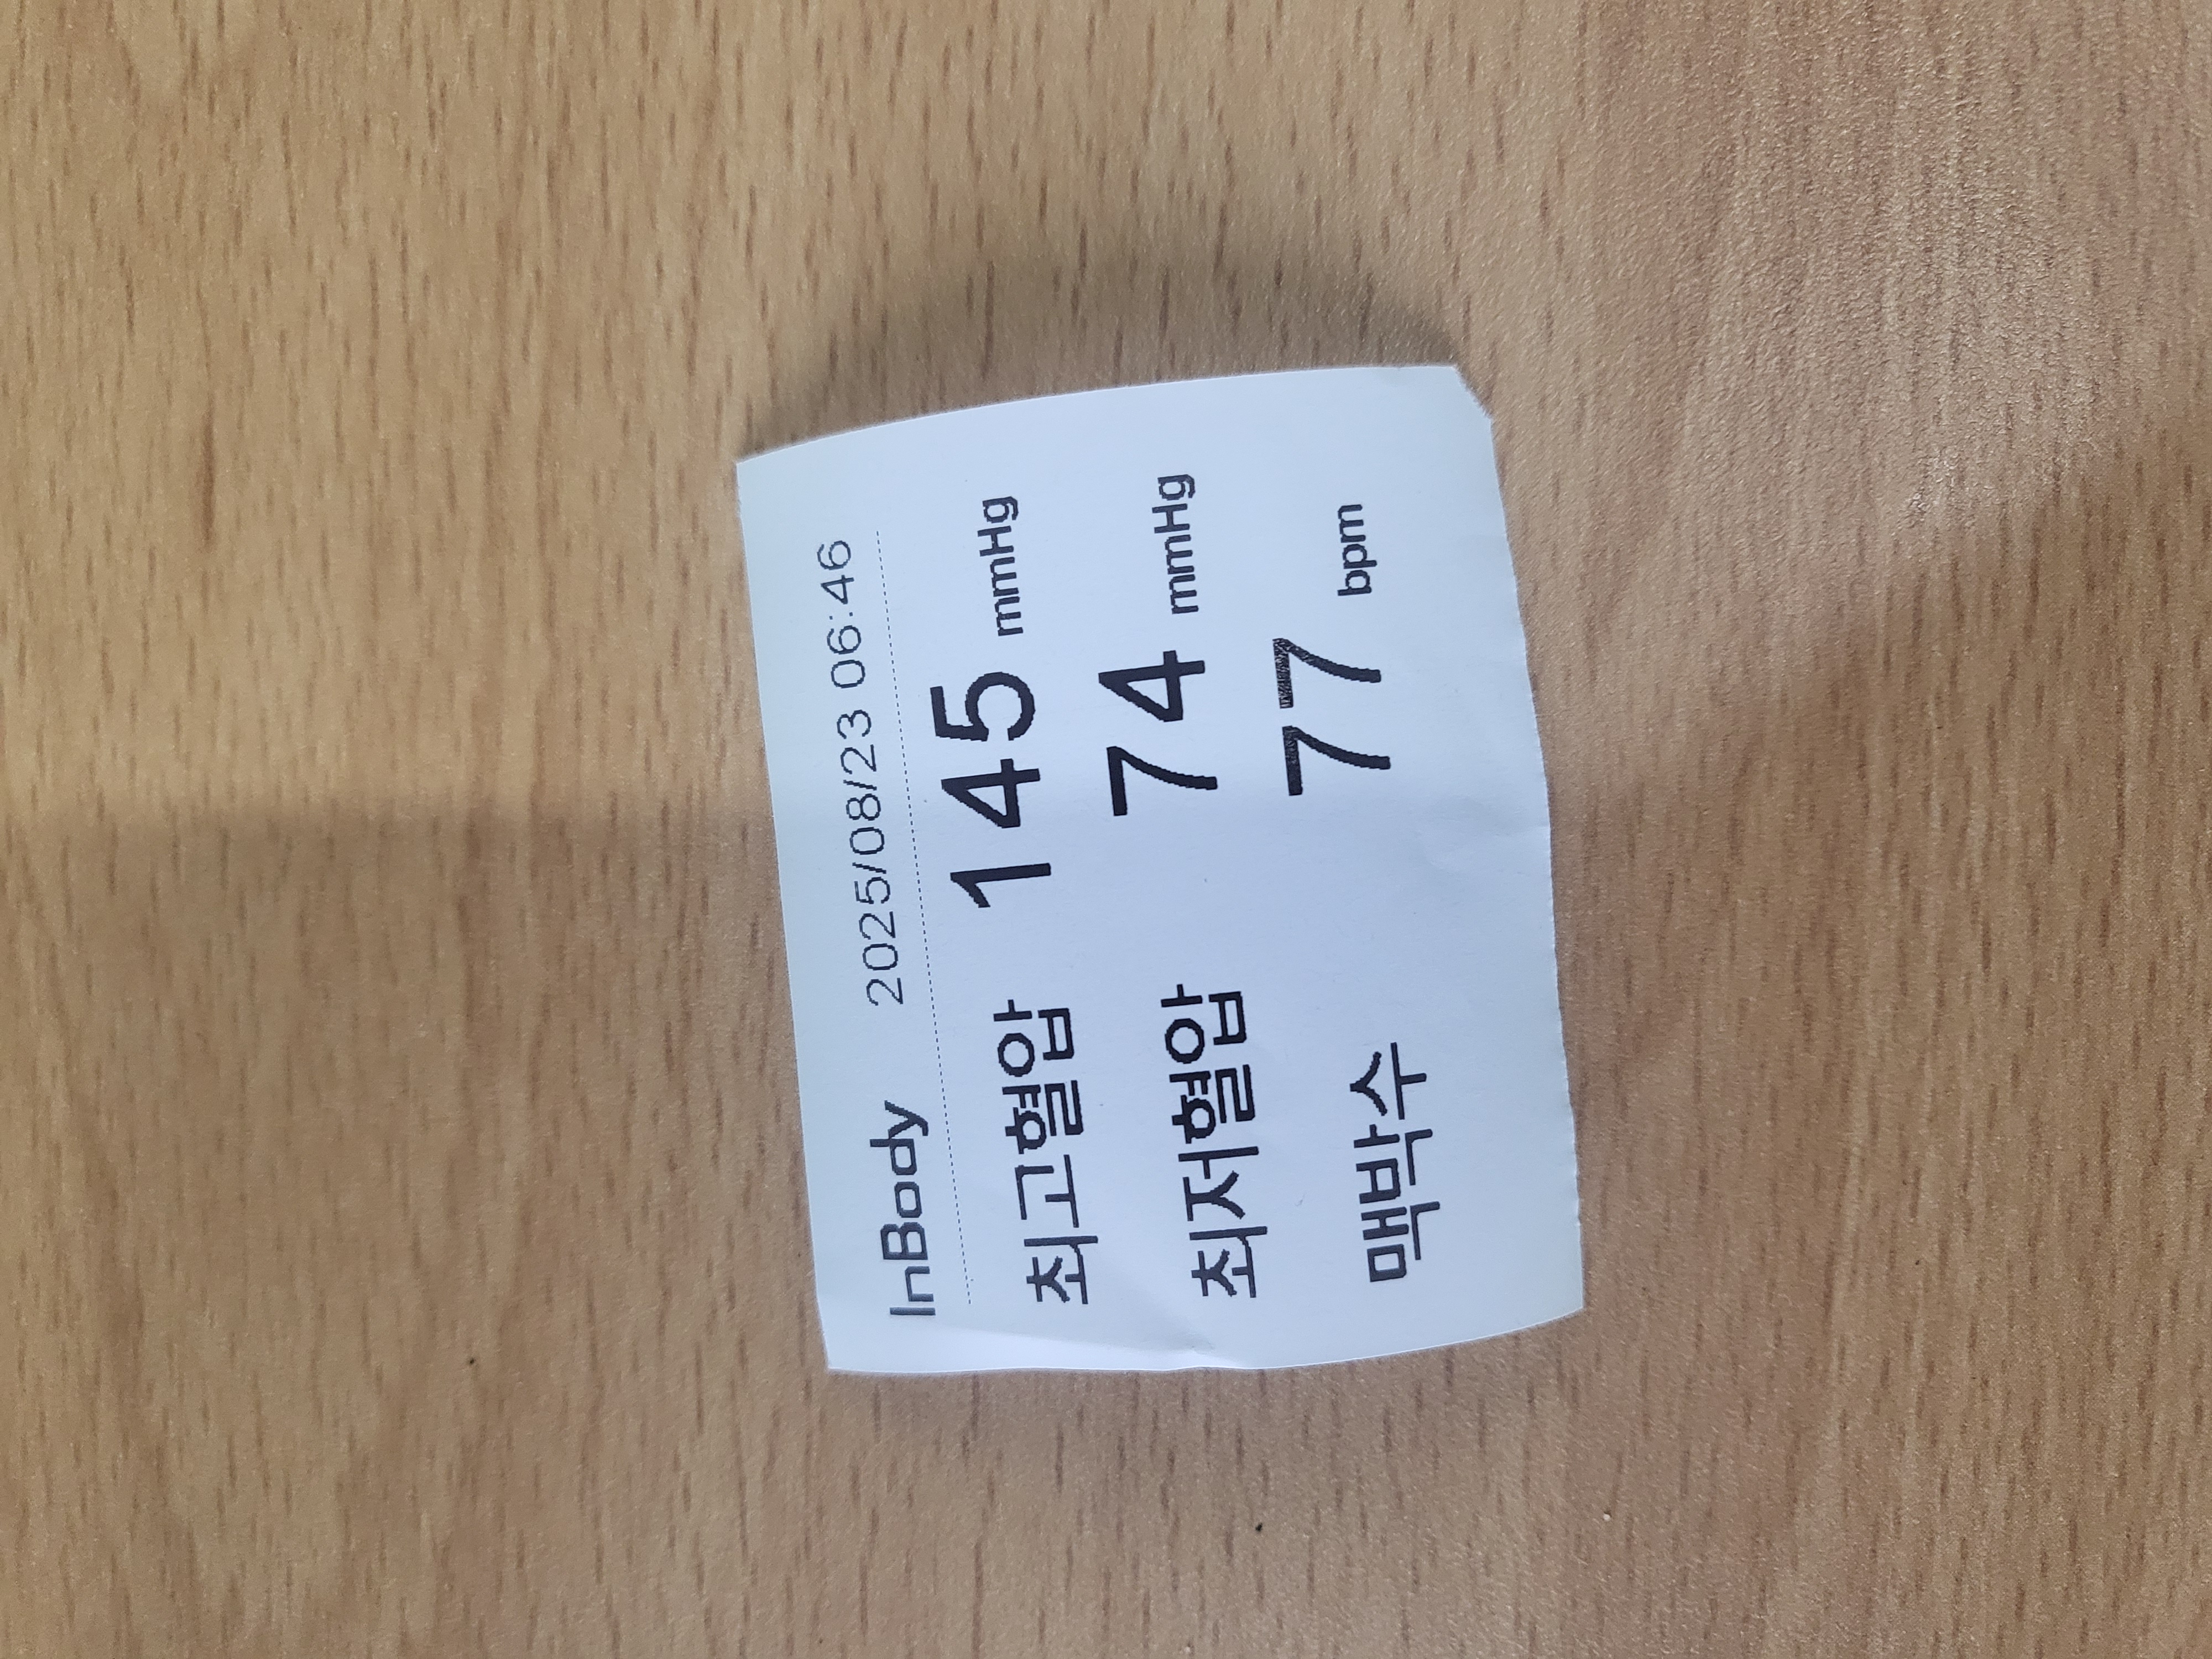 InBody 2025/08/23 06:46
최고혈압 145 mmHg
최저혈압 74 mmHg
맥박수 77 bpm